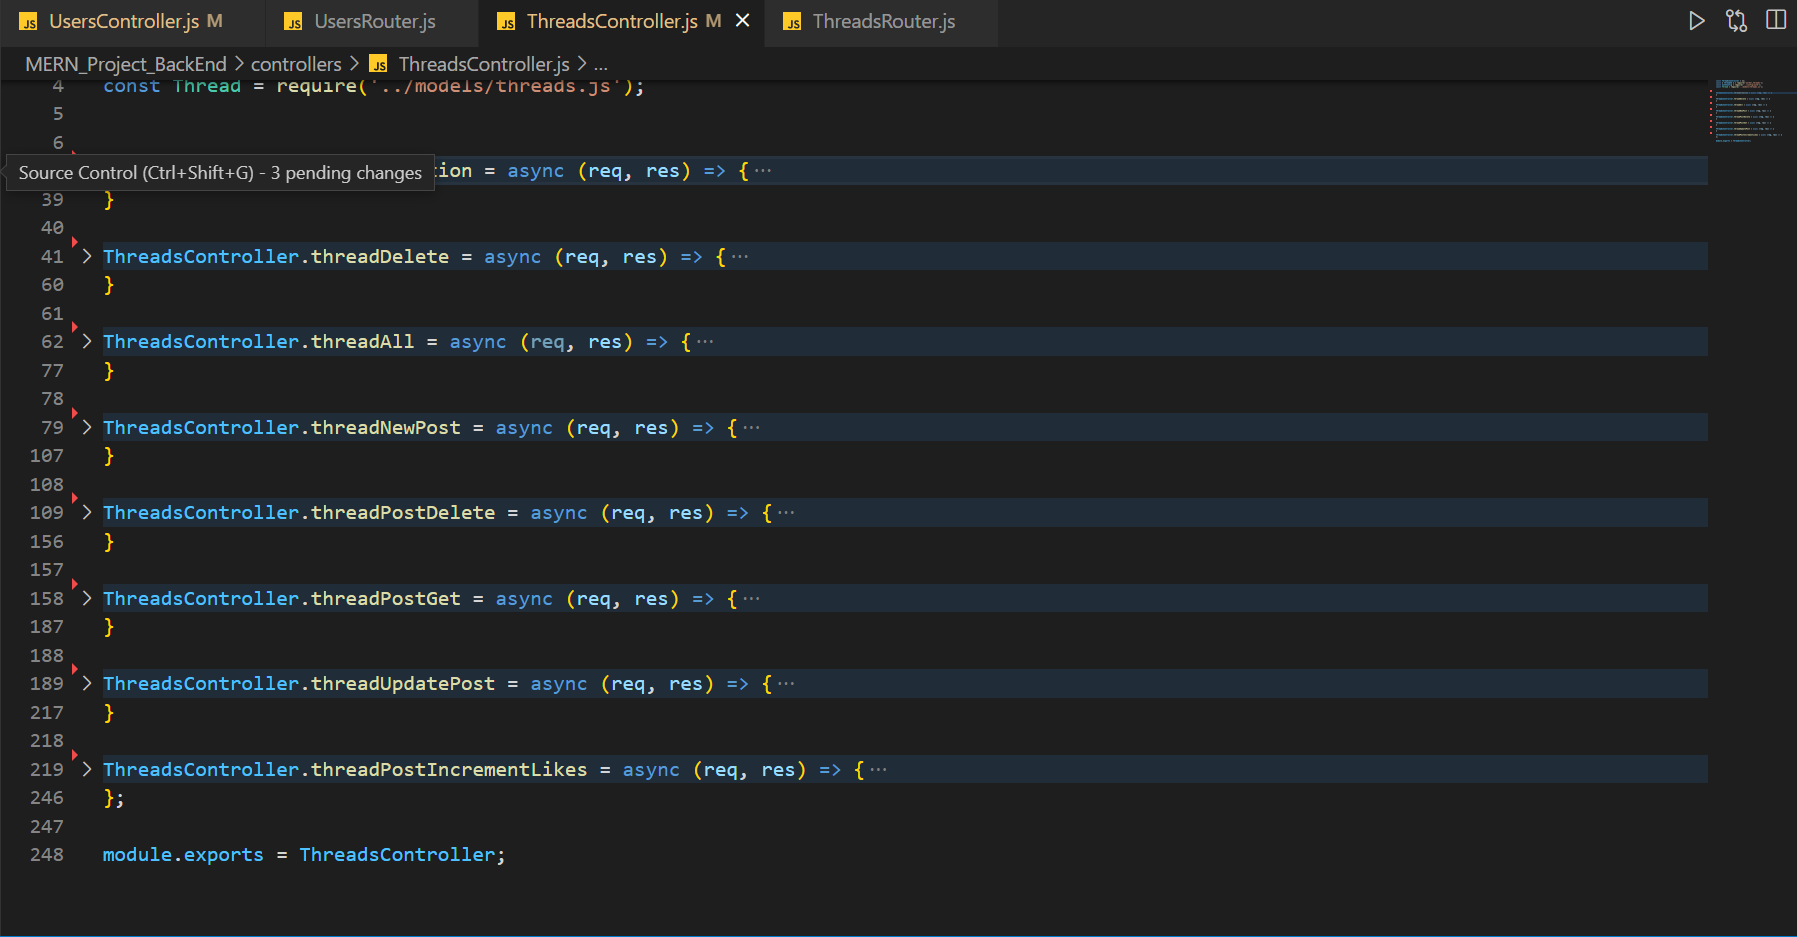 JS UsersController.js M JS UsersRouter.js JS ThreadsController.js M JS ThreadsRouter.js
MERN_Project_BackEnd > controllers > JS ThreadsController.js > ...
4 const Thread = require('../models/threads.js');
5
6
Source Control (Ctrl+Shift+G) - 3 pending changes tion = async (req, res) => {···
39 }
40
41 > ThreadsController.threadDelete = async (req, res) => {···
60 }
61
62 > ThreadsController.threadAll = async (req, res) => {···
77 }
78
79 > ThreadsController.threadNewPost = async (req, res) => {···
107 }
108
109 > ThreadsController.threadPostDelete = async (req, res) => {···
156 }
157
158 > ThreadsController.threadPostGet = async (req, res) => {···
187 }
188
189 > ThreadsController.threadUpdatePost = async (req, res) => {···
217 }
218
219 > ThreadsController.threadPostIncrementLikes = async (req, res) => {···
246 };
247
248 module.exports = ThreadsController;